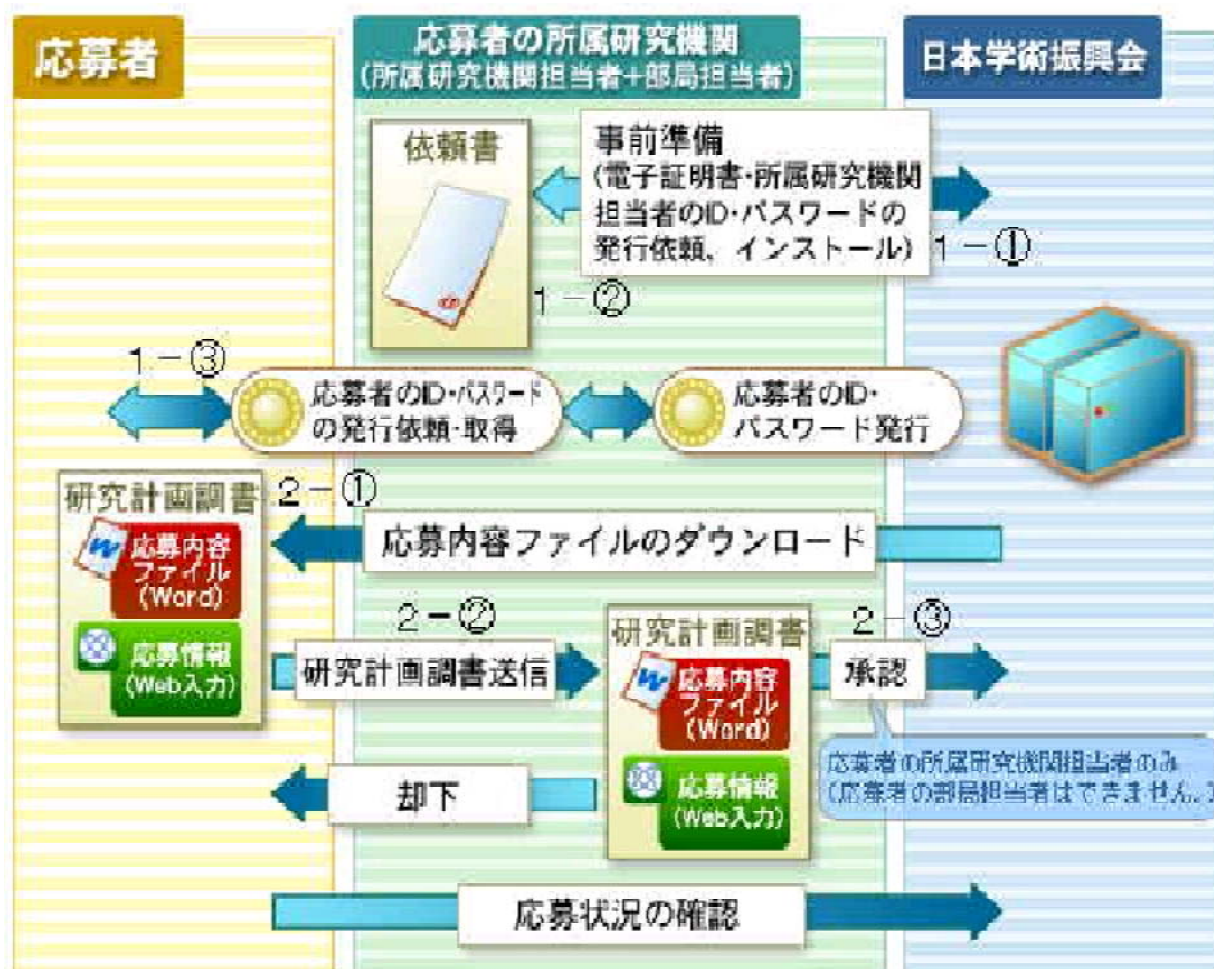 応募者
応募者の所属研究機関
(所属研究機関担当者+部局担当者)
日本学術振興会
依頼書
事前準備
(電子証明書・所属研究機関
担当者のID・パスワードの
発行依頼、インストール)
1－①
1－②
1－③
応募者のID・パスワード
の発行依頼・取得
応募者のID・
パスワード発行
研究計画調書
2－①
応募内容
ファイル
(Word)
応募情報
(Web入力)
応募内容ファイルのダウンロード
2－②
研究計画調書送信
研究計画調書
応募内容
ファイル
(Word)
応募情報
(Web入力)
2－③
承認
応募者の所属研究機関担当者のみ
(応募者の部局担当者はできません。)
却下
応募状況の確認